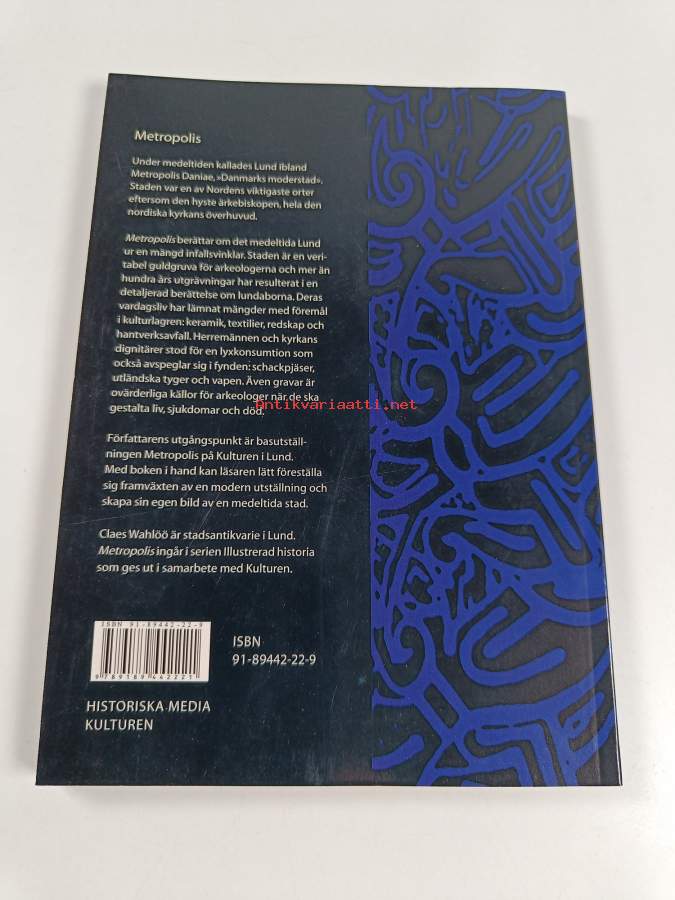 Metropolis
Under medeltiden kallades Lund ibland
Metropolis Daniae, »Danmarks moderstad».
Staden var en av Nordens viktigaste orter
eftersom den hyste ärkebiskopen, hela den
nordiska kyrkans överhuvud.
Metropolis berättar om det medeltida Lund
ur en mängd infallsvinklar. Staden är en veri-
tabel guldgruva för arkeologerna och mer än
hundra års utgrävningar har resulterat i en
detaljerad berättelse om lundaborna. Deras
vardagsliv har lämnat mängder med föremål
i kulturlagren: keramik, textilier, redskap och
hantverksavfall. Herremännen och kyrkans
dignitärer stod för en lyxkonsumtion som
också avspeglar sig i fynden: schackpjäser,
utländska tyger och vapen. Även gravar är
ovärderliga källor för arkeologer när de ska
gestalta liv, sjukdomar och död.
Antikvariaatti.net
Författarens utgångspunkt är basutställ-
ningen Metropolis på Kulturen i Lund.
Med boken i hand kan läsaren lätt föreställa
sig framväxten av en modern utställning och
skapa sin egen bild av en medeltida stad.
Claes Wahlöö är stadsantikvarie i Lund.
Metropolis ingår i serien Illustrerad historia
som ges ut i samarbete med Kulturen.
ISBN 91-89442-22-9
9 789189 442221
ISBN
91-89442-22-9
HISTORISKA MEDIA
KULTUREN